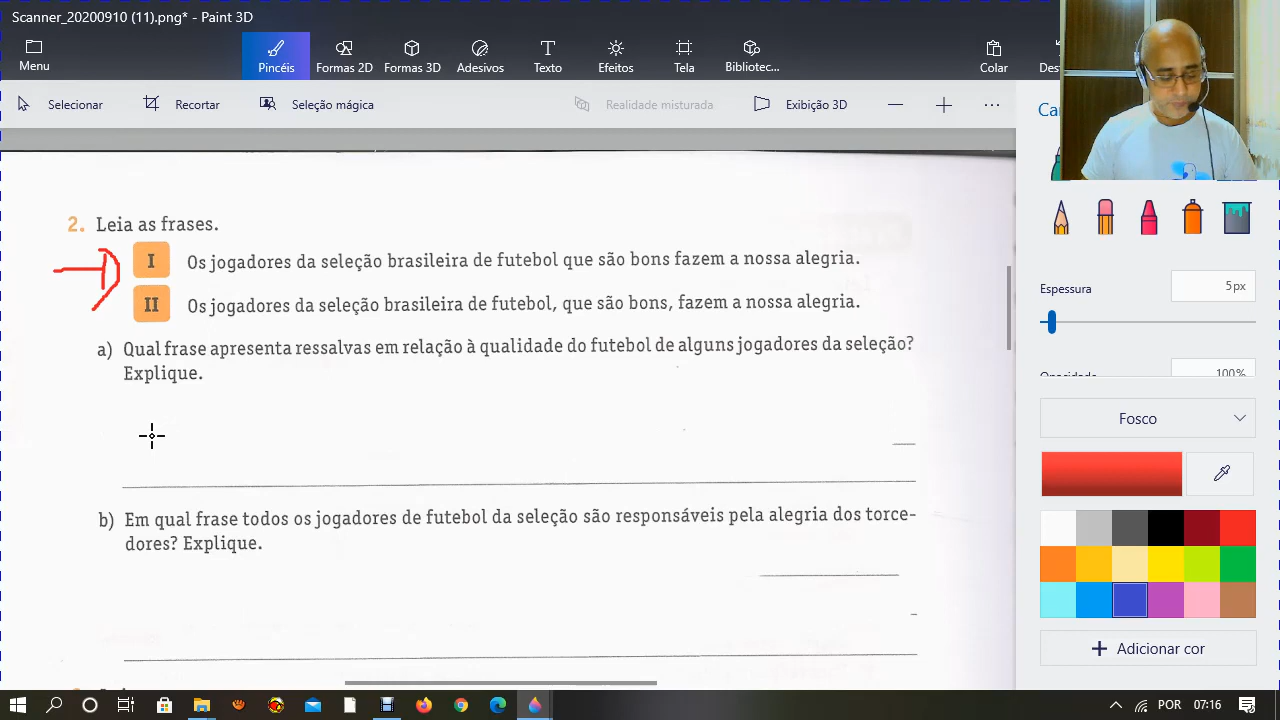 Scanner_20200910 (11).png* - Paint 3D
Menu
Pincéis
Formas 2D
Formas 3D
Adesivos
Texto
Efeitos
Tela
Bibliotec...
Colar
Selecionar
Recortar
Seleção mágica
Realidade misturada
Exibição 3D
2. Leia as frases.
I Os jogadores da seleção brasileira de futebol que são bons fazem a nossa alegria.
II Os jogadores da seleção brasileira de futebol, que são bons, fazem a nossa alegria.
a) Qual frase apresenta ressalvas em relação à qualidade do futebol de alguns jogadores da seleção?
Explique.
b) Em qual frase todos os jogadores de futebol da seleção são responsáveis pela alegria dos torce-
dores? Explique.
Espessura
5px
Opacidade
100%
Fosco
Adicionar cor
POR
07:16